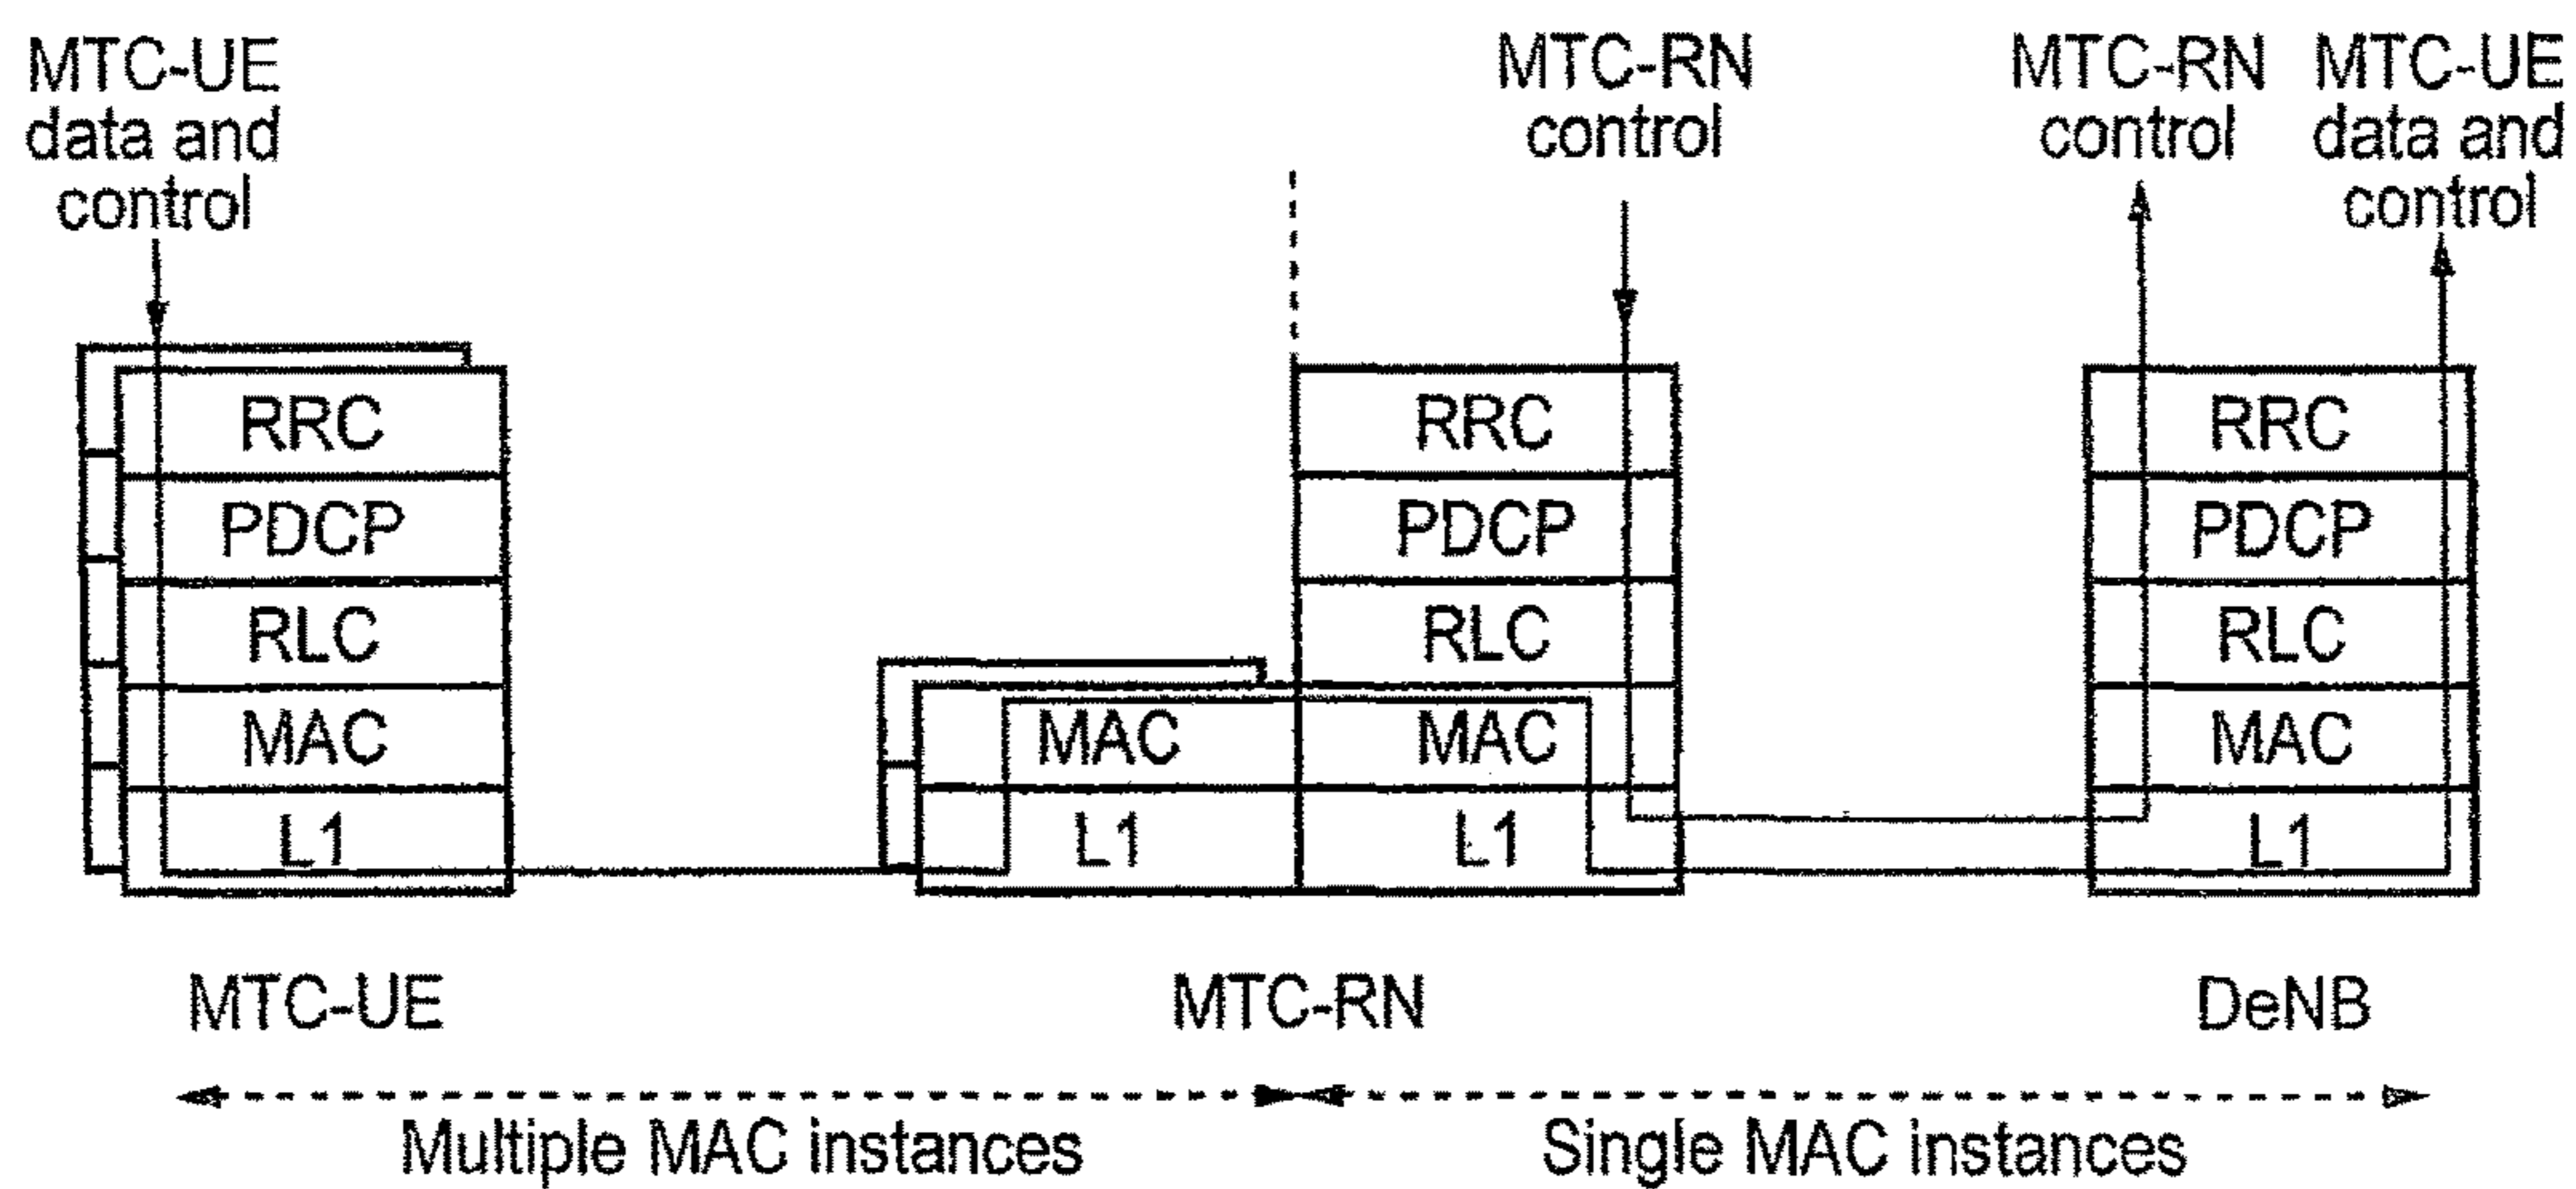 MTC-UE
data and
control
MTC-RN
control
MTC-RN
control
MTC-UE
data and
control
RRC
PDCP
RLC
MAC
L1
RRC
PDCP
RLC
MAC
MAC
L1
L1
RRC
PDCP
RLC
MAC
L1
MTC-UE
MTC-RN
DeNB
Multiple MAC instances
Single MAC instances